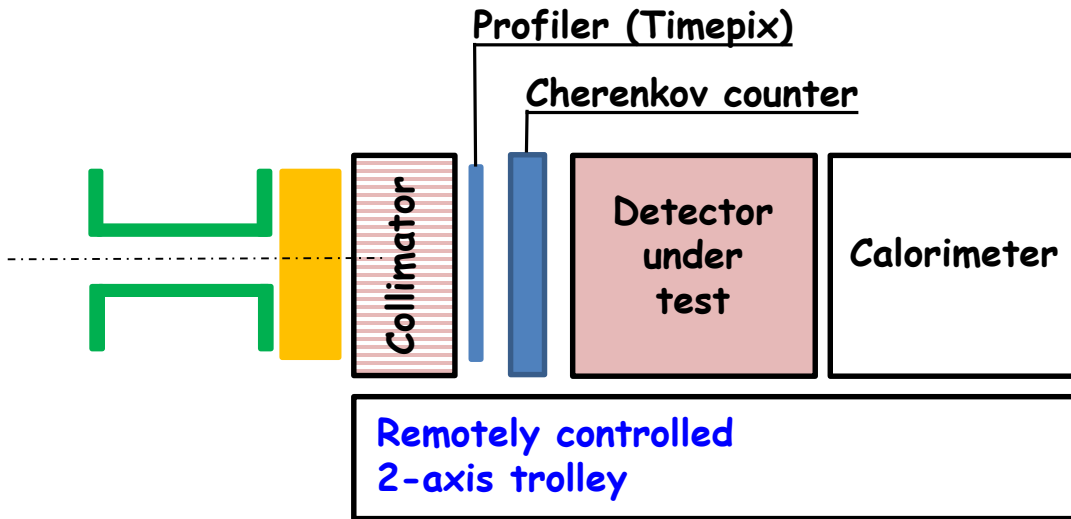 Profiler (Timepix)
Cherenkov counter
Collimator
Detector
under
test
Calorimeter
Remotely controlled
2-axis trolley